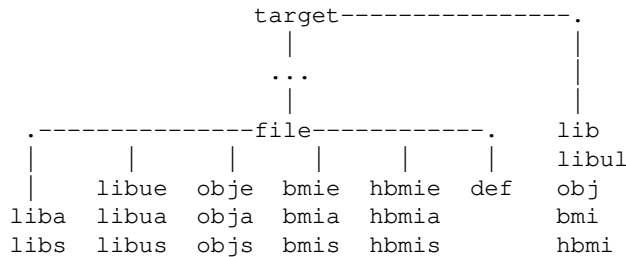 target----------------.
|                |
...               |
|                |
.---------------file------------.    lib
|      |      |     |     |     |    libul
|    libue  obje  bmie  hbmie  def   obj
liba   libua  obja  bmia  hbmia        bmi
libs   libus  objs  bmis  hbmis        hbmi